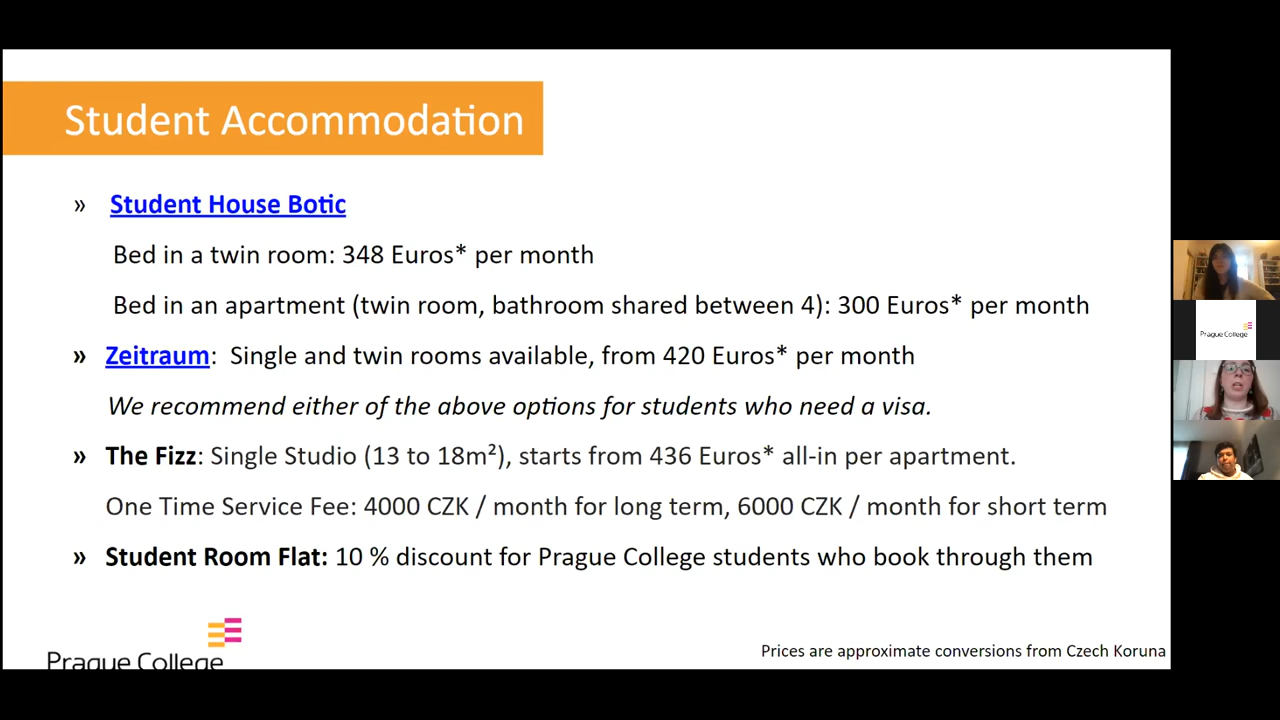 Student Accommodation
» Student House Botic
Bed in a twin room: 348 Euros* per month
Bed in an apartment (twin room, bathroom shared between 4): 300 Euros* per month
» Zeitraum: Single and twin rooms available, from 420 Euros* per month
We recommend either of the above options for students who need a visa.
» The Fizz: Single Studio (13 to 18m²), starts from 436 Euros* all-in per apartment.
One Time Service Fee: 4000 CZK / month for long term, 6000 CZK / month for short term
» Student Room Flat: 10 % discount for Prague College students who book through them
Prague College
Prices are approximate conversions from Czech Koruna
Prague College